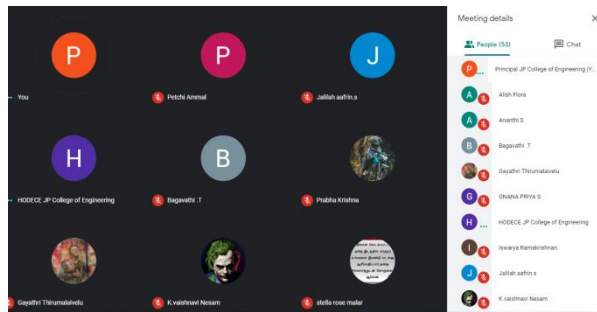 P
P
J
You
Petchi Ammal
Jalilah aafrin.s
H
B
HODECE JP College of Engineering
Bagavathi .T
Prabha Krishna
Gayathri Thirumalaivelu
K.vaishnavi Nesam
stella rose malar
Meeting details
People (53)
Chat
P
Principal JP College of Engineering (Y...
A
Alish Flora
A
Ananthi S
B
Bagavathi .T
Gayathri Thirumalaivelu
G
GNANA PRIYA S
H
HODECE JP College of Engineering
I
Iswarya Ramakrishnan
J
Jalilah aafrin.s
K.vaishnavi Nesam